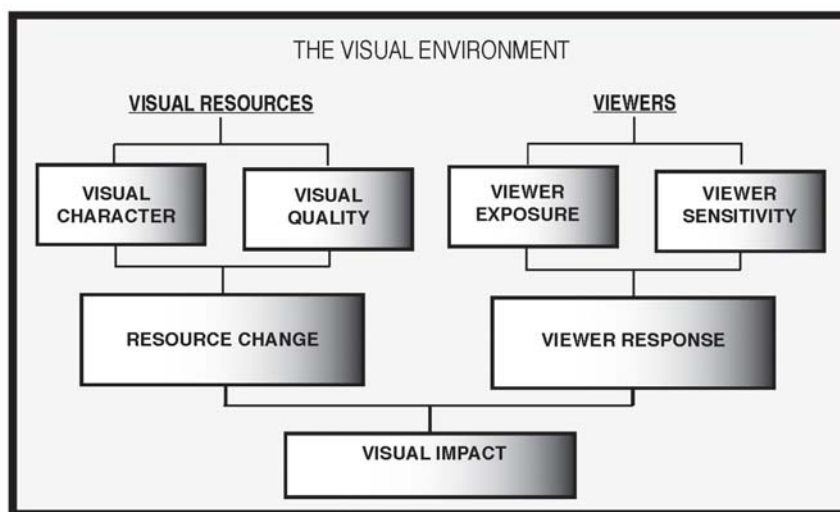 THE VISUAL ENVIRONMENT
VISUAL RESOURCES
VIEWERS
VISUAL
CHARACTER
VISUAL
QUALITY
VIEWER
EXPOSURE
VIEWER
SENSITIVITY
RESOURCE CHANGE
VIEWER RESPONSE
VISUAL IMPACT